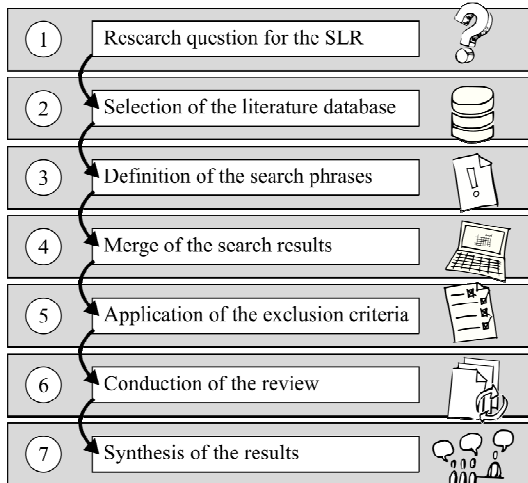 1 Research question for the SLR
2 Selection of the literature database
3 Definition of the search phrases
4 Merge of the search results
5 Application of the exclusion criteria
6 Conduction of the review
7 Synthesis of the results